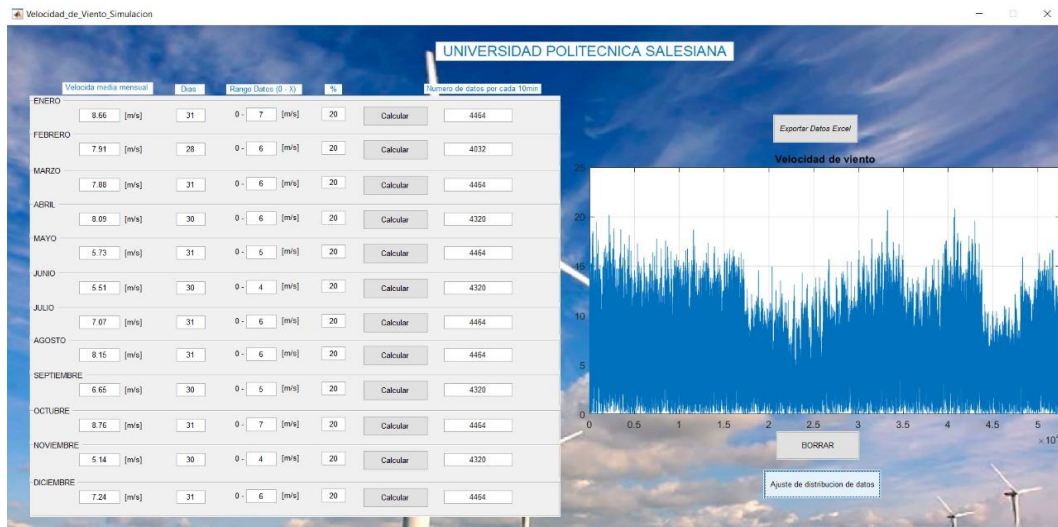 Velocidad_de_Viento_Simulacion
UNIVERSIDAD POLITECNICA SALESIANA
Velocida media mensual Dias Rango Datos (0 - X) % Numero de datos por cada 10min
ENERO
8.66 [m/s] 31 0 - 7 [m/s] 20 Calcular 4464
FEBRERO
7.91 [m/s] 28 0 - 6 [m/s] 20 Calcular 4032
MARZO
7.88 [m/s] 31 0 - 6 [m/s] 20 Calcular 4464
ABRIL
8.09 [m/s] 30 0 - 6 [m/s] 20 Calcular 4320
MAYO
5.73 [m/s] 31 0 - 5 [m/s] 20 Calcular 4464
JUNIO
5.51 [m/s] 30 0 - 4 [m/s] 20 Calcular 4320
JULIO
7.07 [m/s] 31 0 - 6 [m/s] 20 Calcular 4464
AGOSTO
8.15 [m/s] 31 0 - 6 [m/s] 20 Calcular 4464
SEPTIEMBRE
6.65 [m/s] 30 0 - 5 [m/s] 20 Calcular 4320
OCTUBRE
8.76 [m/s] 31 0 - 7 [m/s] 20 Calcular 4464
NOVIEMBRE
5.14 [m/s] 30 0 - 4 [m/s] 20 Calcular 4320
DICIEMBRE
7.24 [m/s] 31 0 - 6 [m/s] 20 Calcular 4464
Exportar Datos Excel
Velocidad de viento
25
20
15
10
5
0
0 0.5 1 1.5 2 2.5 3 3.5 4 4.5 5
BORRAR
Ajuste de distribucion de datos